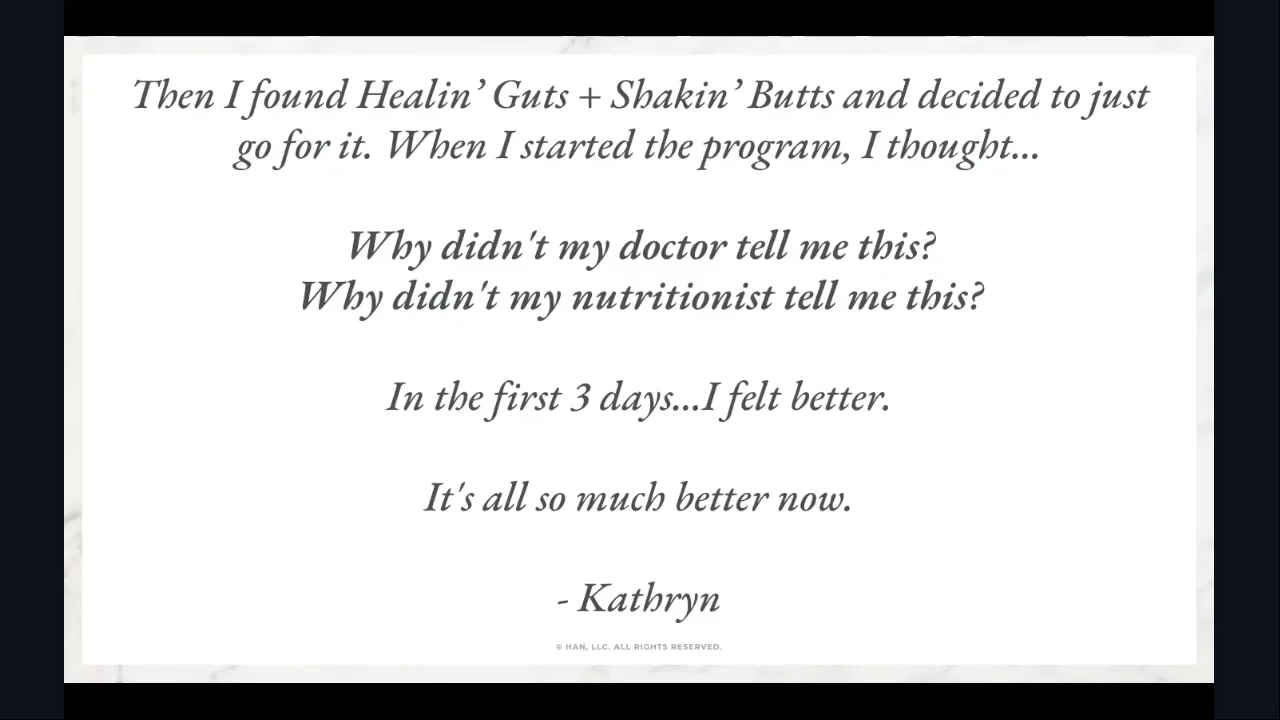 Then I found Healin’ Guts + Shakin’ Butts and decided to just
go for it. When I started the program, I thought...
Why didn't my doctor tell me this?
Why didn't my nutritionist tell me this?
In the first 3 days...I felt better.
It's all so much better now.
- Kathryn
© HAN, LLC. ALL RIGHTS RESERVED.